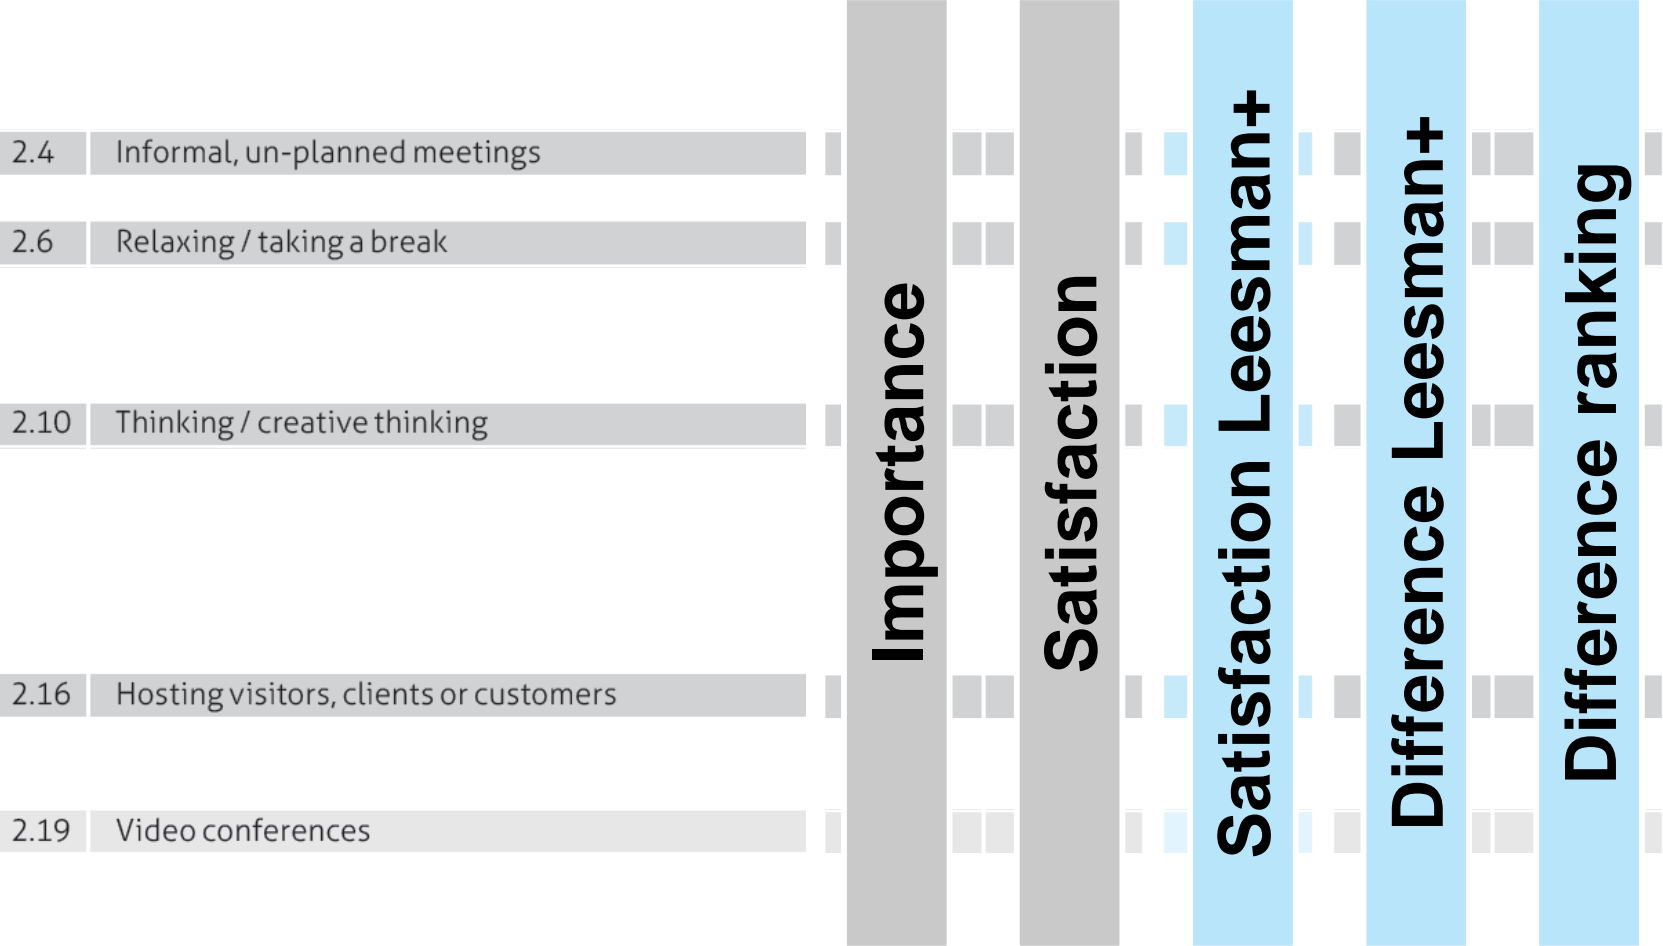 2.4 Informal, un-planned meetings
2.6 Relaxing / taking a break
2.10 Thinking / creative thinking
2.16 Hosting visitors, clients or customers
2.19 Video conferences
Importance
Satisfaction
Satisfaction Leesman+
Difference Leesman+
Difference ranking